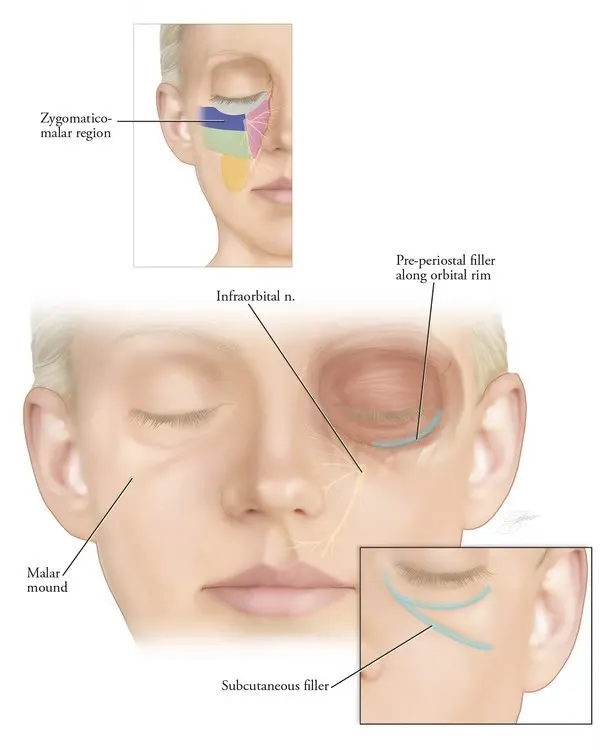 Zygomatico-
malar region
Pre-periostal filler
along orbital rim
Infraorbital n.
Malar
mound
Subcutaneous filler